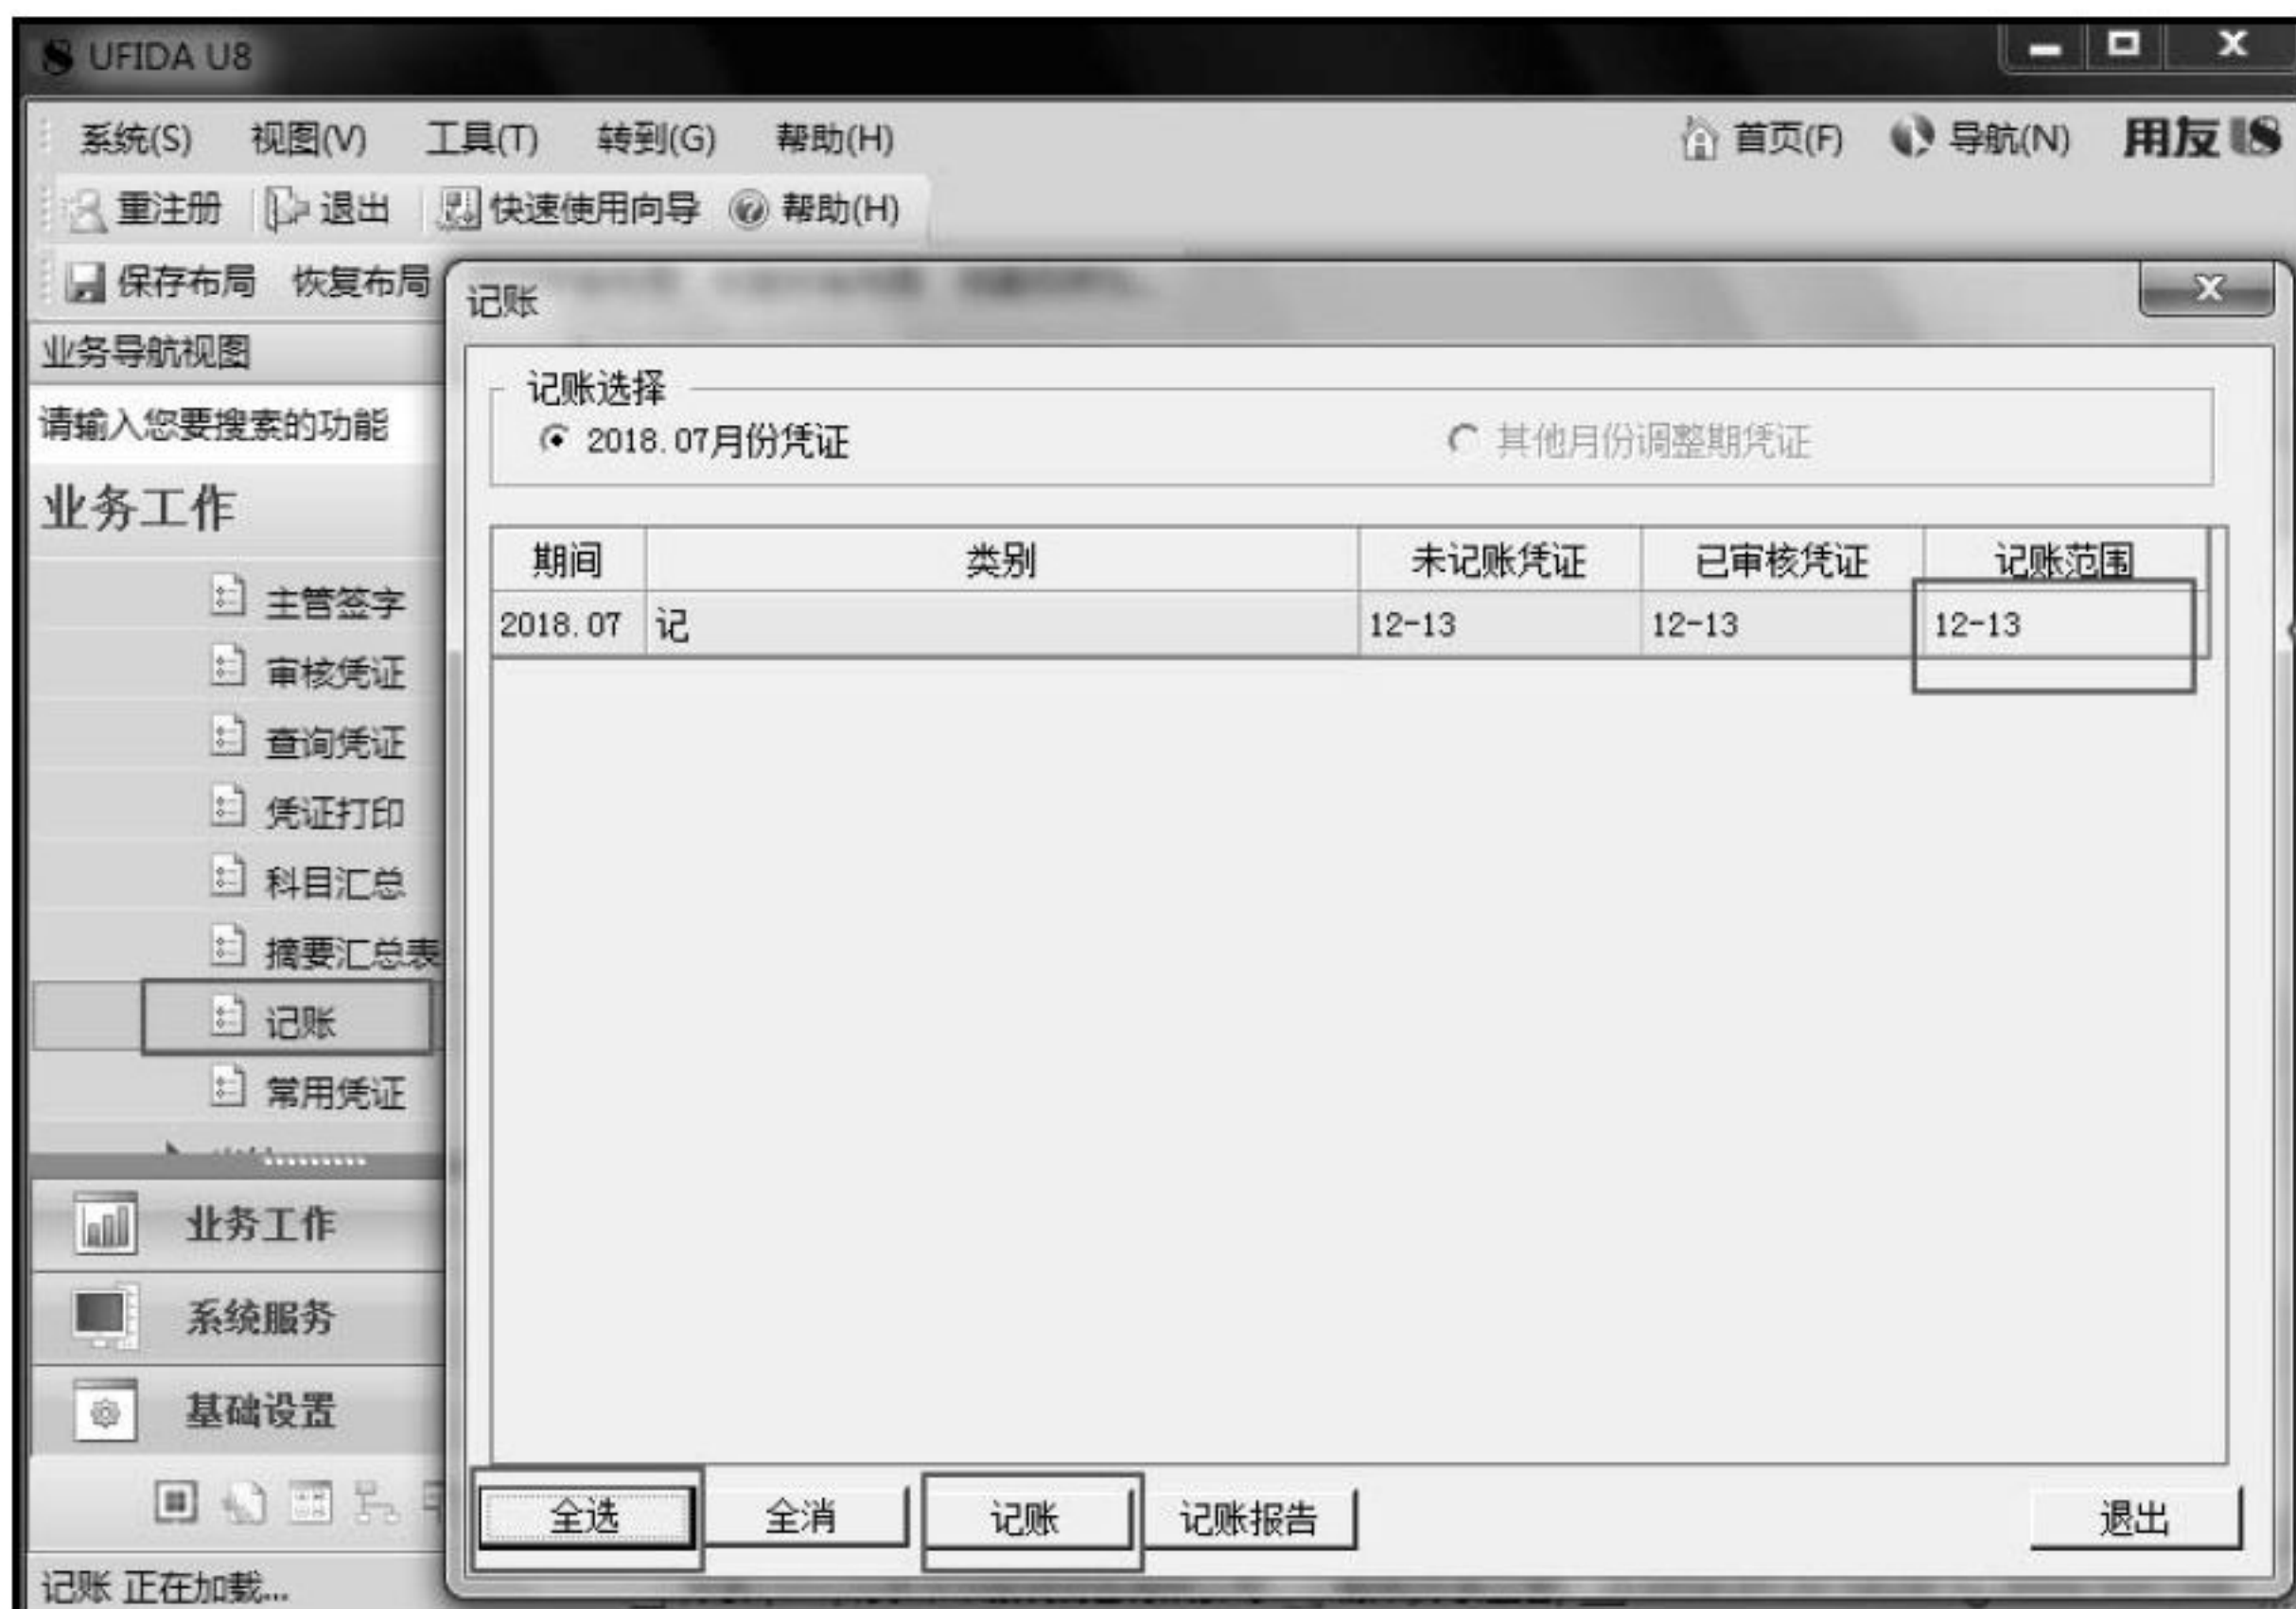 UFIDA U8
系统(S) 视图(V) 工具(T) 转到(G) 帮助(H) 首页(F) 导航(N) 用友U8
重注册 退出 快速使用向导 帮助(H)
保存布局 恢复布局
业务导航视图
请输入您要搜索的功能
业务工作
主管签字
审核凭证
查询凭证
凭证打印
科目汇总
摘要汇总表
记账
常用凭证
业务工作
系统服务
基础设置
记账 正在加载...
记账
记账选择
2018.07月份凭证 其他月份调整期凭证
期间 类别 未记账凭证 已审核凭证 记账范围
2018.07 记 12-13 12-13 12-13
全选 全消 记账 记账报告 退出